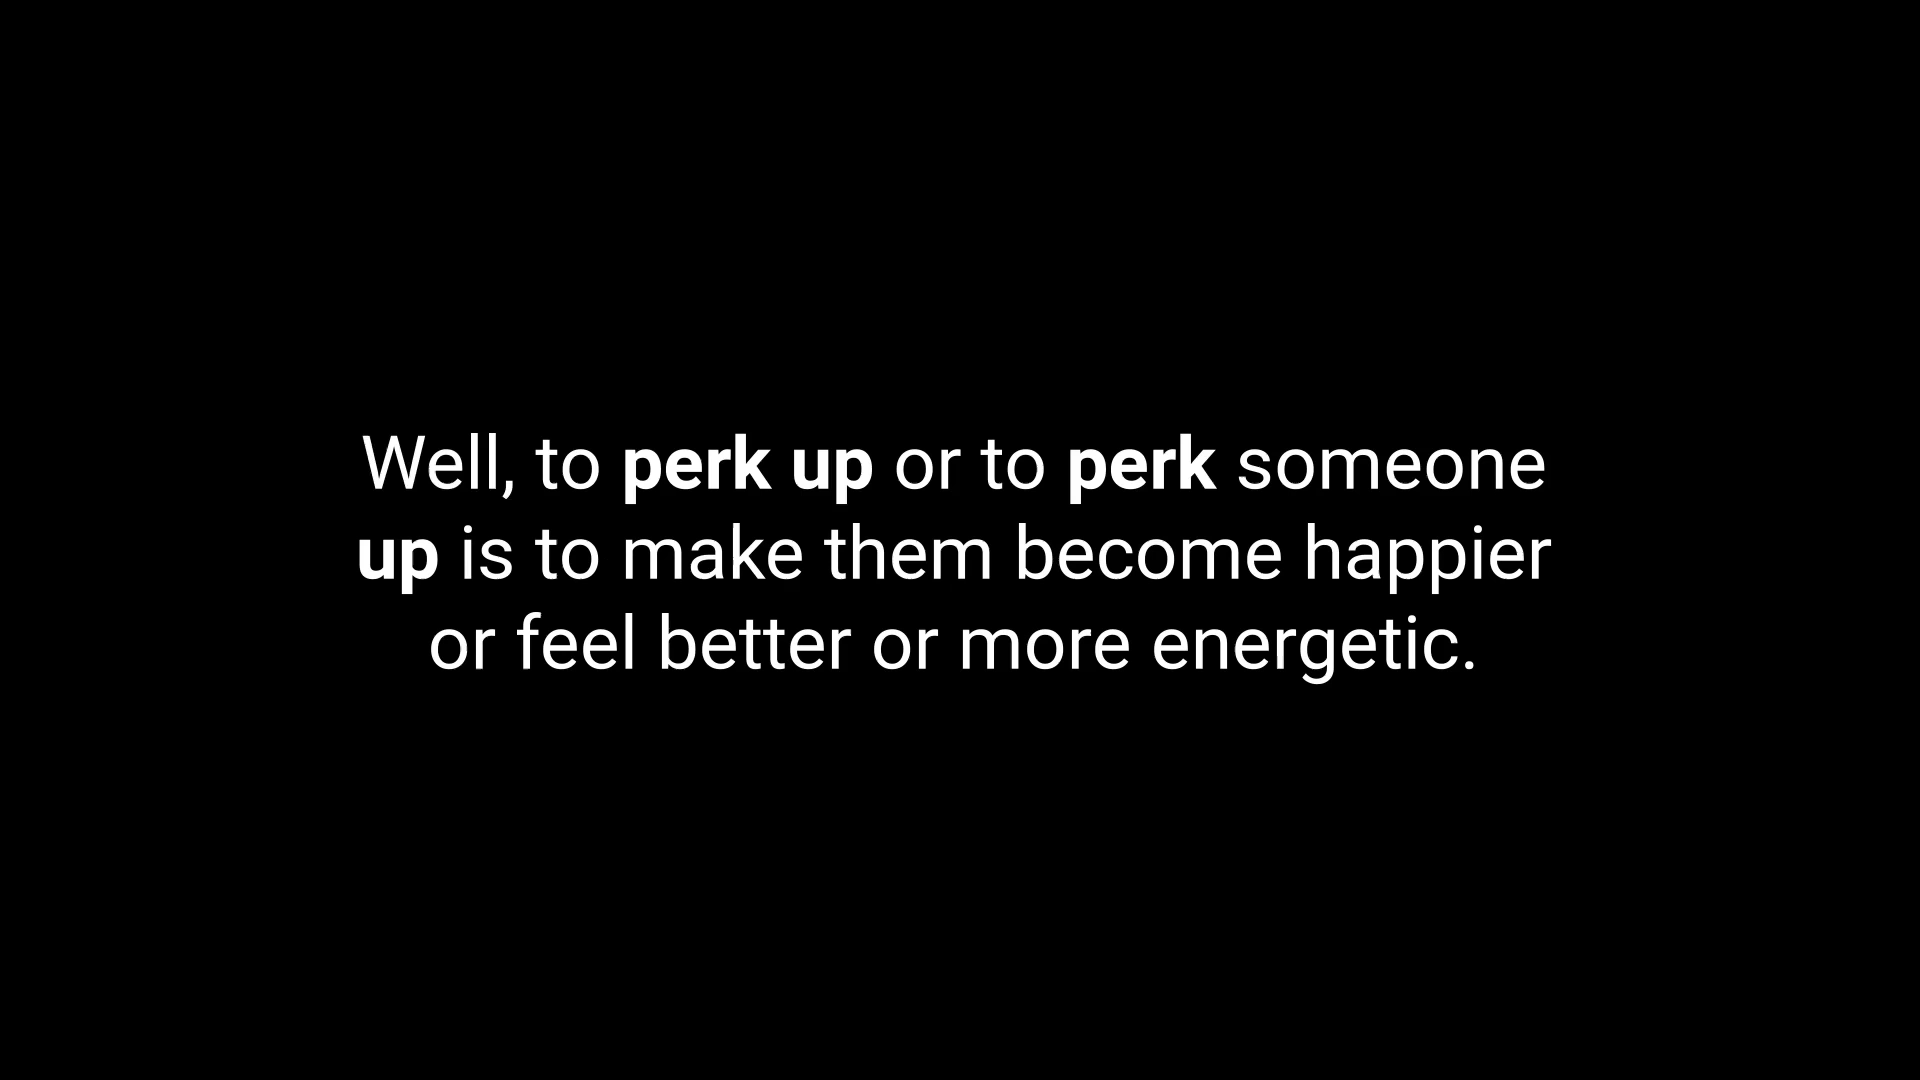 Well, to perk up or to perk someone
up is to make them become happier
or feel better or more energetic.